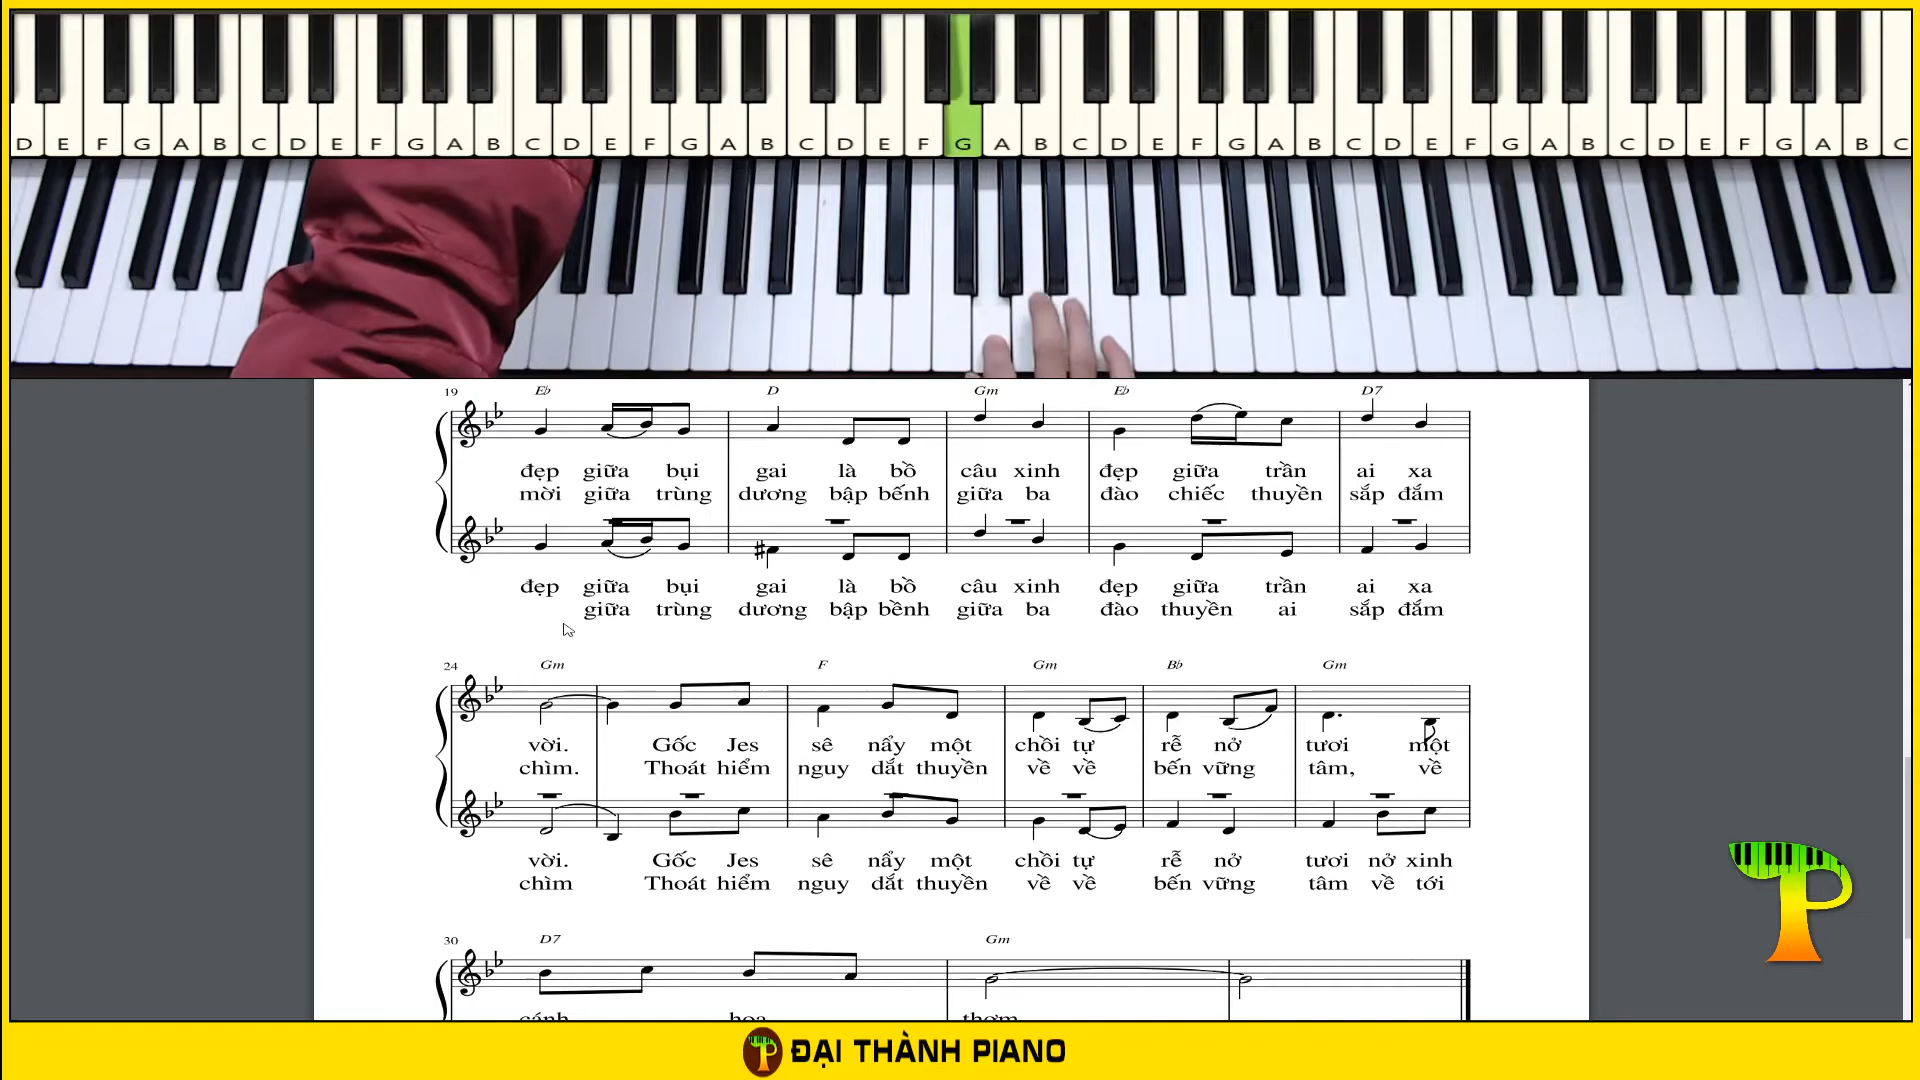 D E F G A B C D E F G A B C D E F G A B C D E F G A B C D E F G A B C D E F G A B C D E F G A B C
19 Eb D Gm Eb D7
đẹp giữa bụi gai là bồ câu xinh đẹp giữa trần ai xa
mời giữa trùng dương bập bếnh giữa ba đào chiếc thuyền sắp đắm
đẹp giữa bụi gai là bồ câu xinh đẹp giữa trần ai xa
giữa trùng dương bập bềnh giữa ba đào thuyền ai sắp đắm
24 Gm F Gm Bb Gm
vời. Gốc Jes sê nẩy một chồi tự rễ nở tươi một
chìm. Thoát hiểm nguy dắt thuyền về về bến vững tâm, về
vời. Gốc Jes sê nẩy một chồi tự rễ nở tươi nở xinh
chìm Thoát hiểm nguy dắt thuyền về về bến vững tâm về tới
30 D7 Gm
cánh hoa thơm
ĐẠI THÀNH PIANO